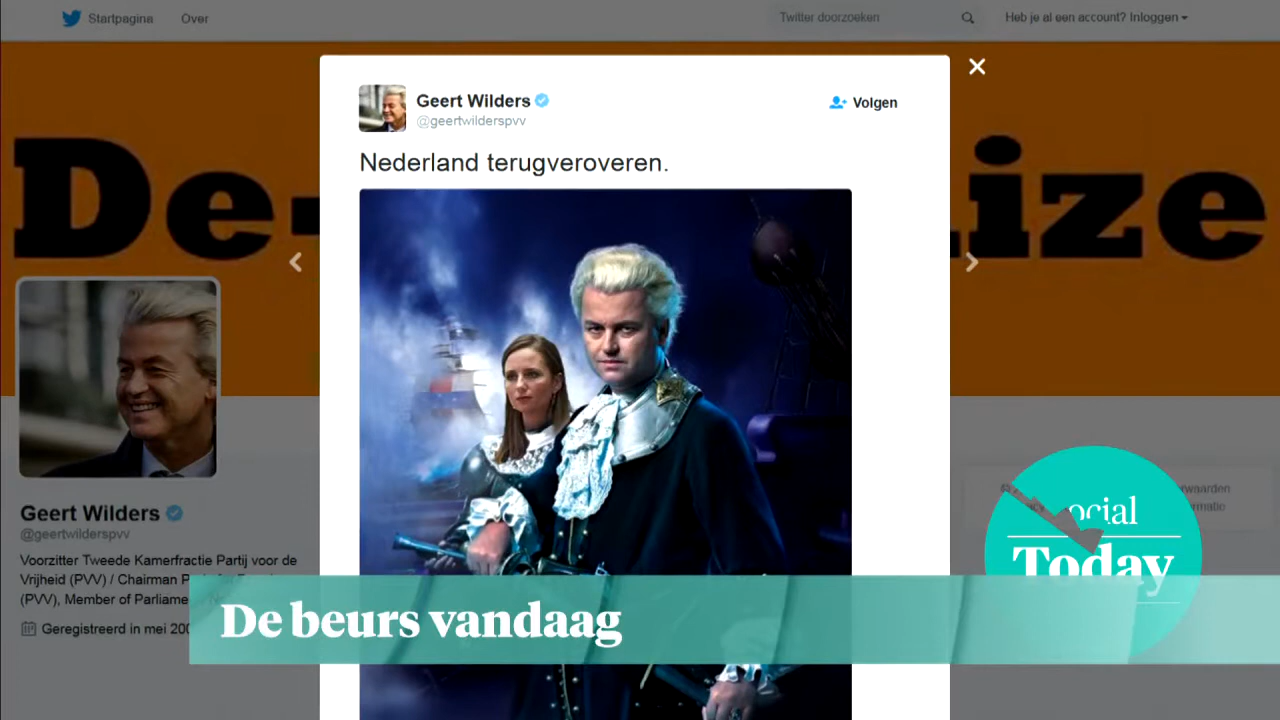 Startpagina
Over
Twitter doorzoeken
Heb je al een account? Inloggen
De-
ize
Geert Wilders
@geertwilderspvv
Volgen
Nederland terugveroveren.
Geert Wilders
@geertwilderspvv
Voorzitter Tweede Kamerfractie Partij voor de
Vrijheid (PVV) / Chairman
(PVV), Member of
Geregistreerd in mei
ocial
Today
De beurs vandaag